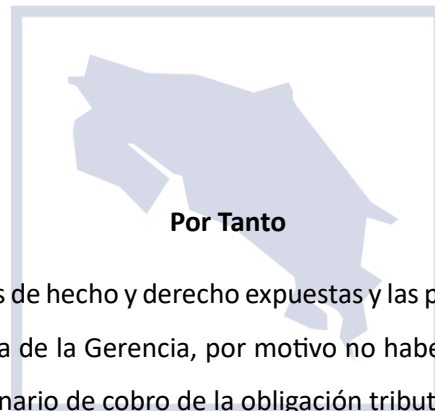 Por Tanto
s de hecho y derecho expuestas y las p
a de la Gerencia, por motivo no habe
nario de cobro de la obligación tribut